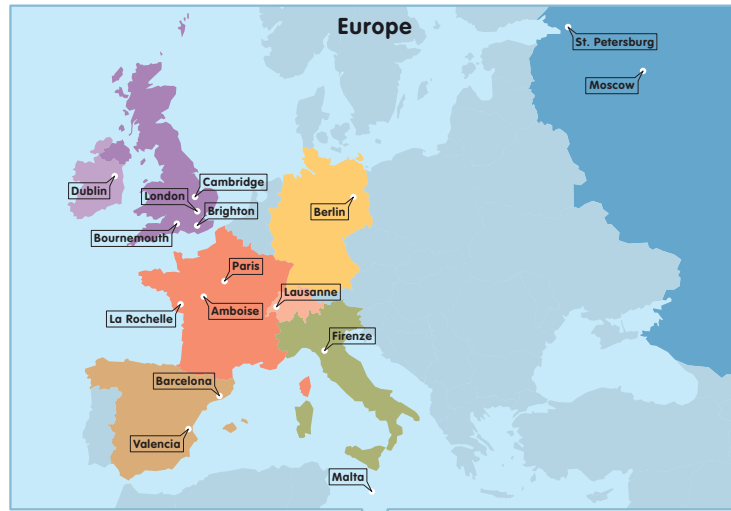 Europe
St. Petersburg
Moscow
Dublin
Cambridge
London
Brighton
Bournemouth
Berlin
Paris
Lausanne
La Rochelle
Amboise
Firenze
Barcelona
Valencia
Malta